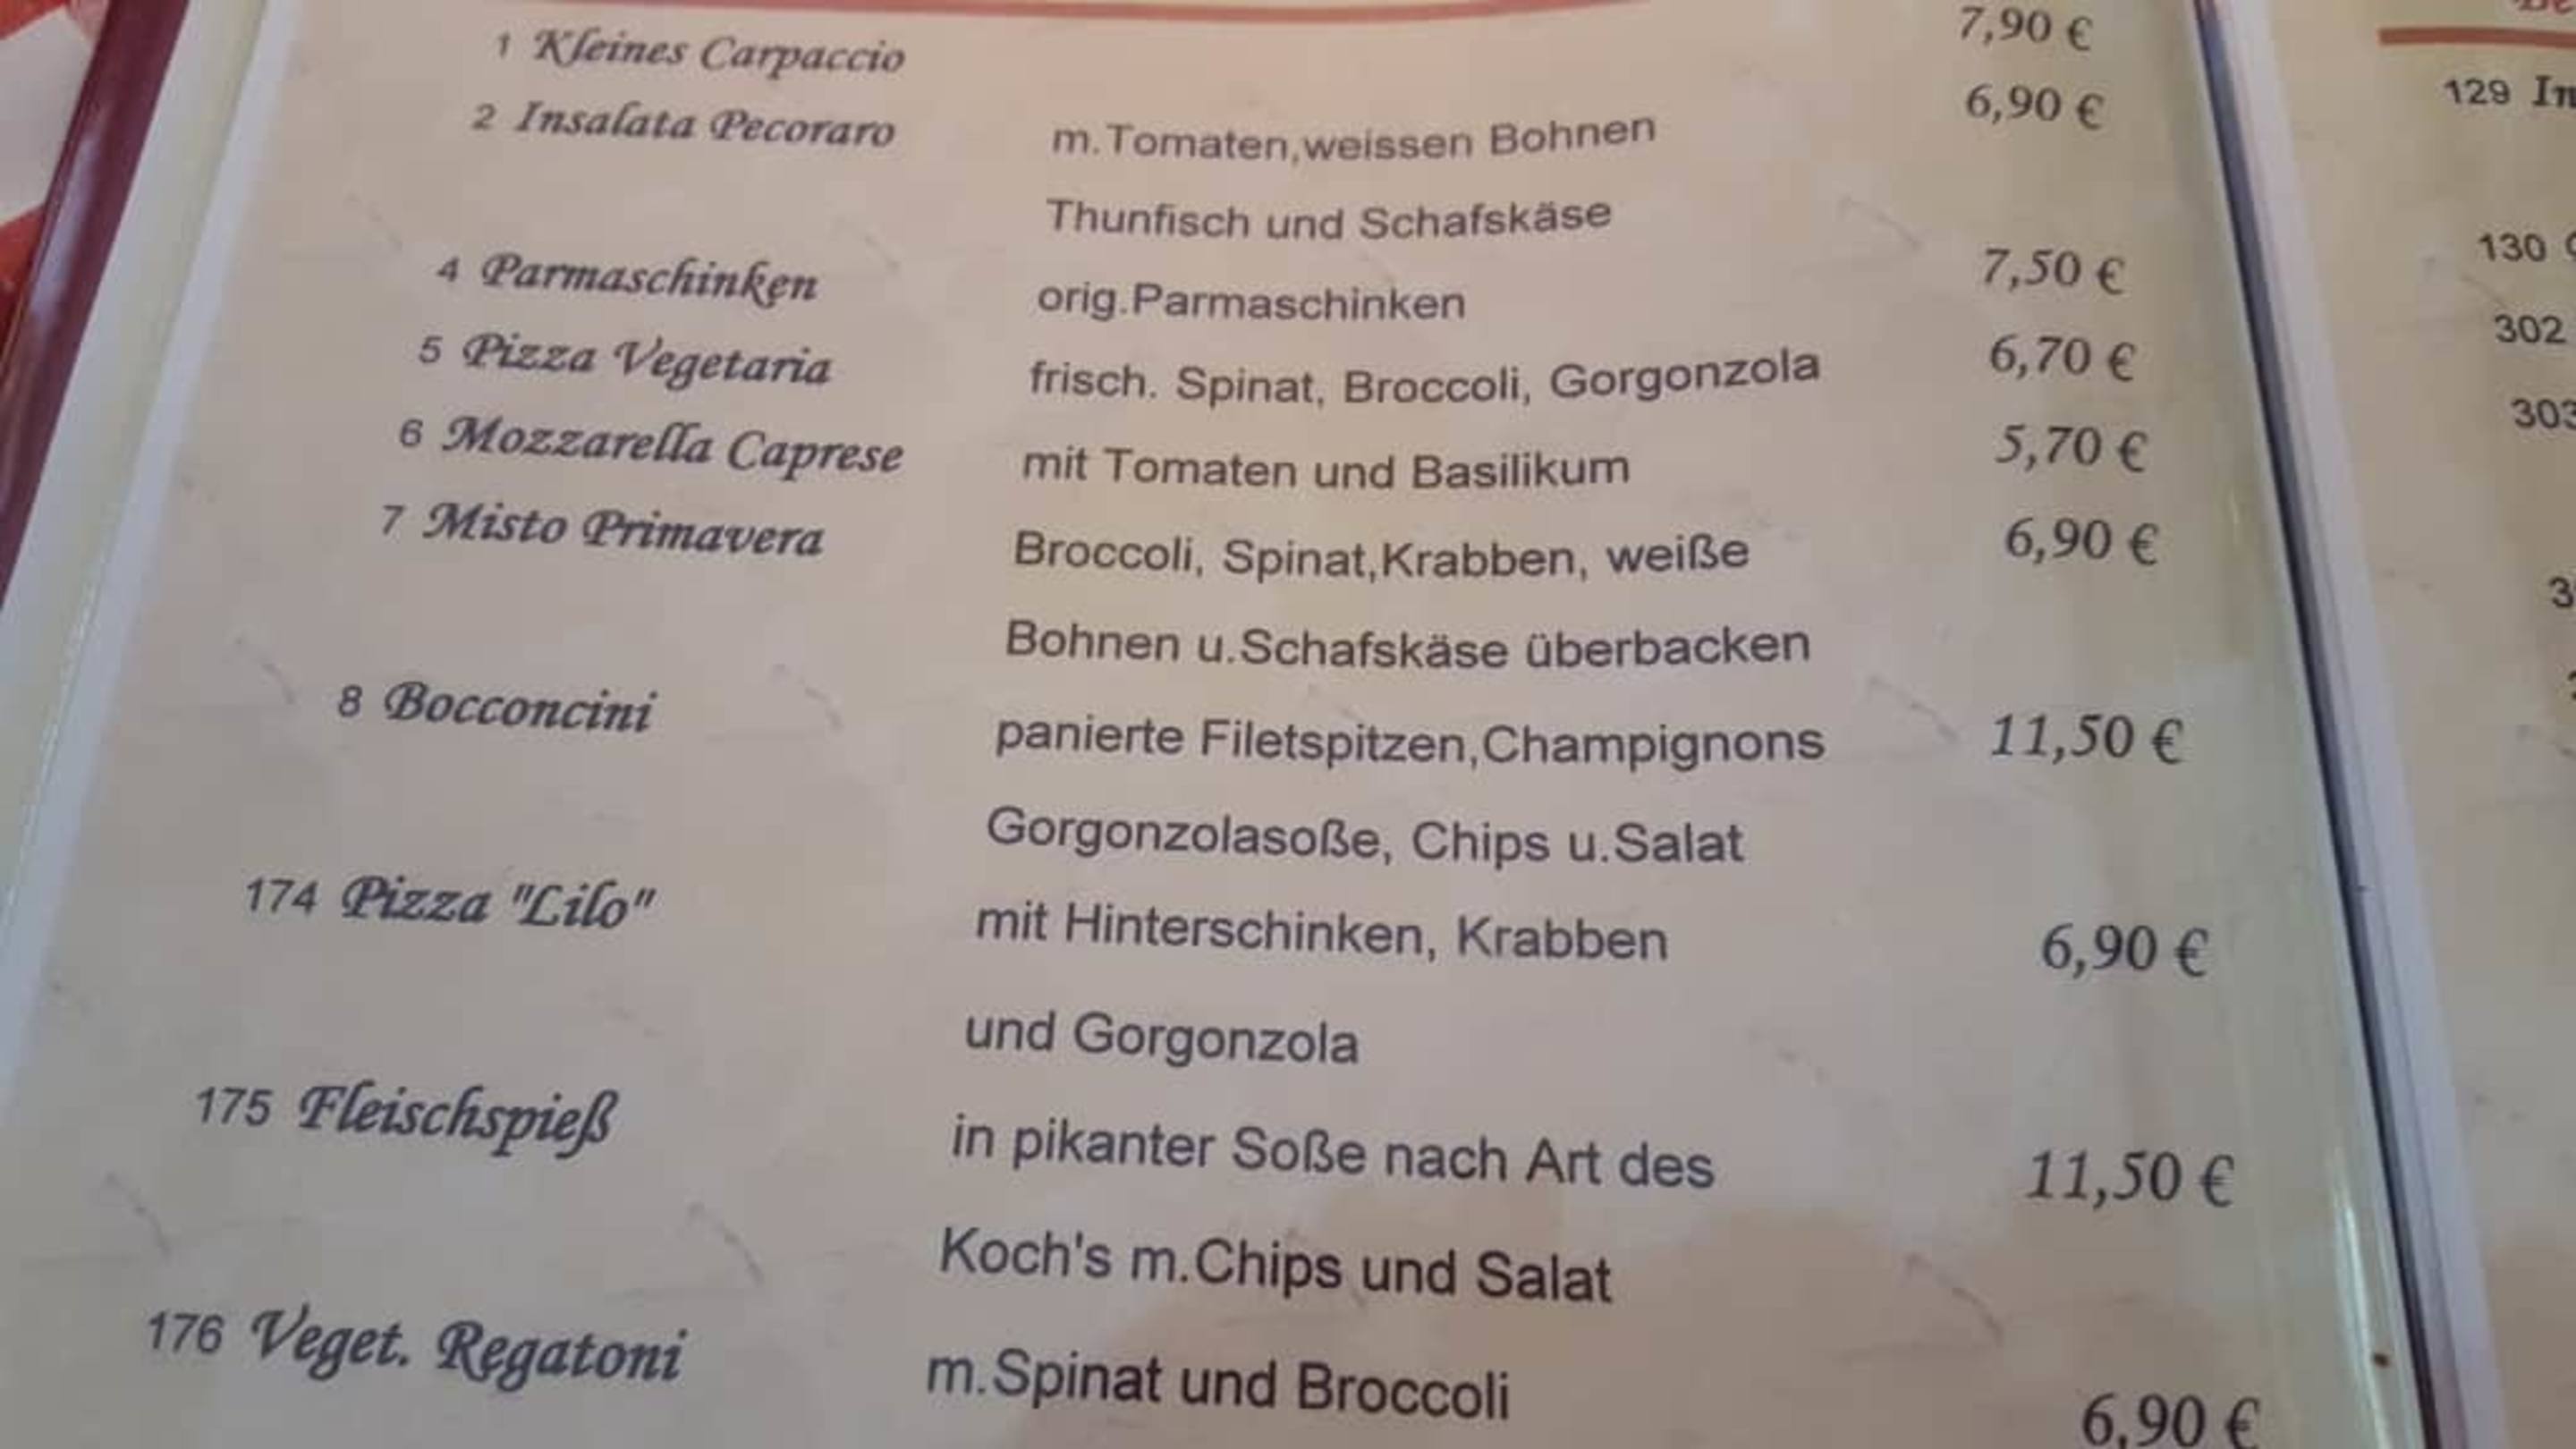 1 Kleines Carpaccio 7,90 €
2 Insalata Pecoraro m.Tomaten,weissen Bohnen 6,90 €
Thunfisch und Schafskäse
4 Parmaschinken orig.Parmaschinken 7,50 €
5 Pizza Vegetaria frisch. Spinat, Broccoli, Gorgonzola 6,70 €
6 Mozzarella Caprese mit Tomaten und Basilikum 5,70 €
7 Misto Primavera Broccoli, Spinat,Krabben, weiße 6,90 €
Bohnen u.Schafskäse überbacken
8 Bocconcini panierte Filetspitzen,Champignons 11,50 €
Gorgonzolasoße, Chips u.Salat
174 Pizza "Lilo" mit Hinterschinken, Krabben 6,90 €
und Gorgonzola
175 Fleischspieß in pikanter Soße nach Art des 11,50 €
Koch's m.Chips und Salat
176 Veget. Regatoni m.Spinat und Broccoli 6,90 €
129
130
302
303